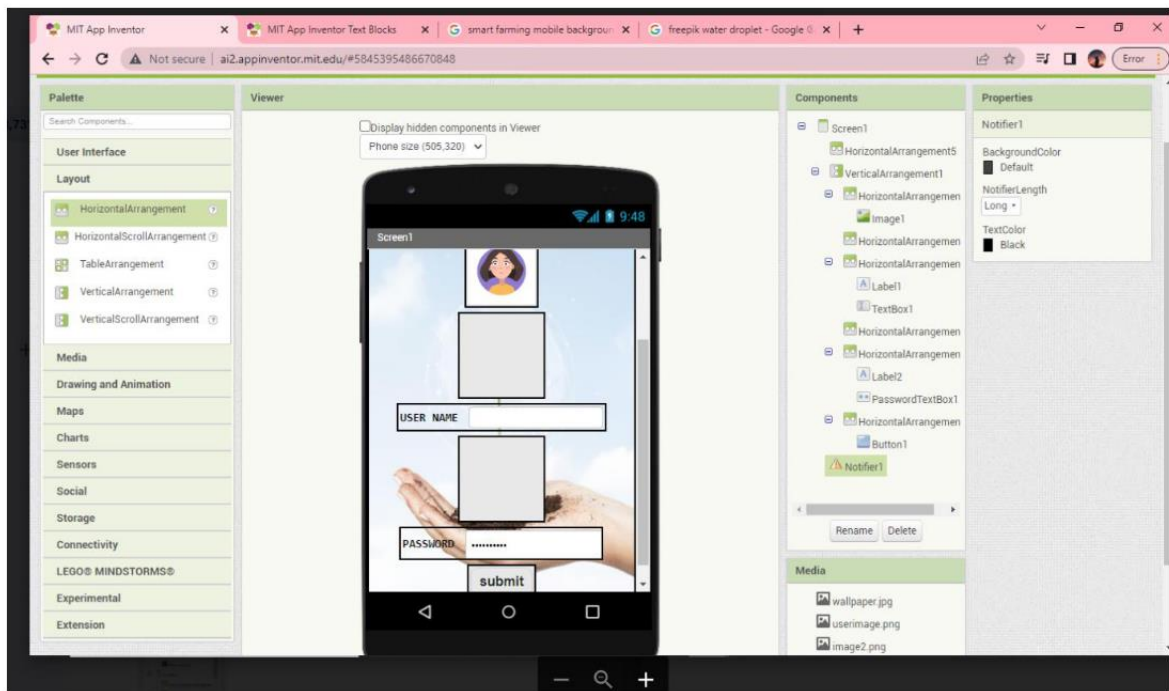 MIT App Inventor
MIT App Inventor Text Blocks
smart farming mobile backgroun
freepik water droplet - Google
Not secure
ai2.appinventor.mit.edu/#5845395486670848
Error
Palette
Search Components...
User Interface
Layout
HorizontalArrangement
HorizontalScrollArrangement
TableArrangement
VerticalArrangement
VerticalScrollArrangement
Media
Drawing and Animation
Maps
Charts
Sensors
Social
Storage
Connectivity
LEGO® MINDSTORMS®
Experimental
Extension
Viewer
Display hidden components in Viewer
Phone size (505,320)
9:48
Screen1
USER NAME
PASSWORD
submit
Components
Screen1
HorizontalArrangement5
VerticalArrangement1
HorizontalArrangemen
Image1
HorizontalArrangemen
HorizontalArrangemen
Label1
TextBox1
HorizontalArrangemen
HorizontalArrangemen
Label2
PasswordTextBox1
HorizontalArrangemen
Button1
Notifier1
Rename Delete
Media
wallpaper.jpg
userimage.png
image2.png
Properties
Notifier1
BackgroundColor
Default
NotifierLength
Long
TextColor
Black